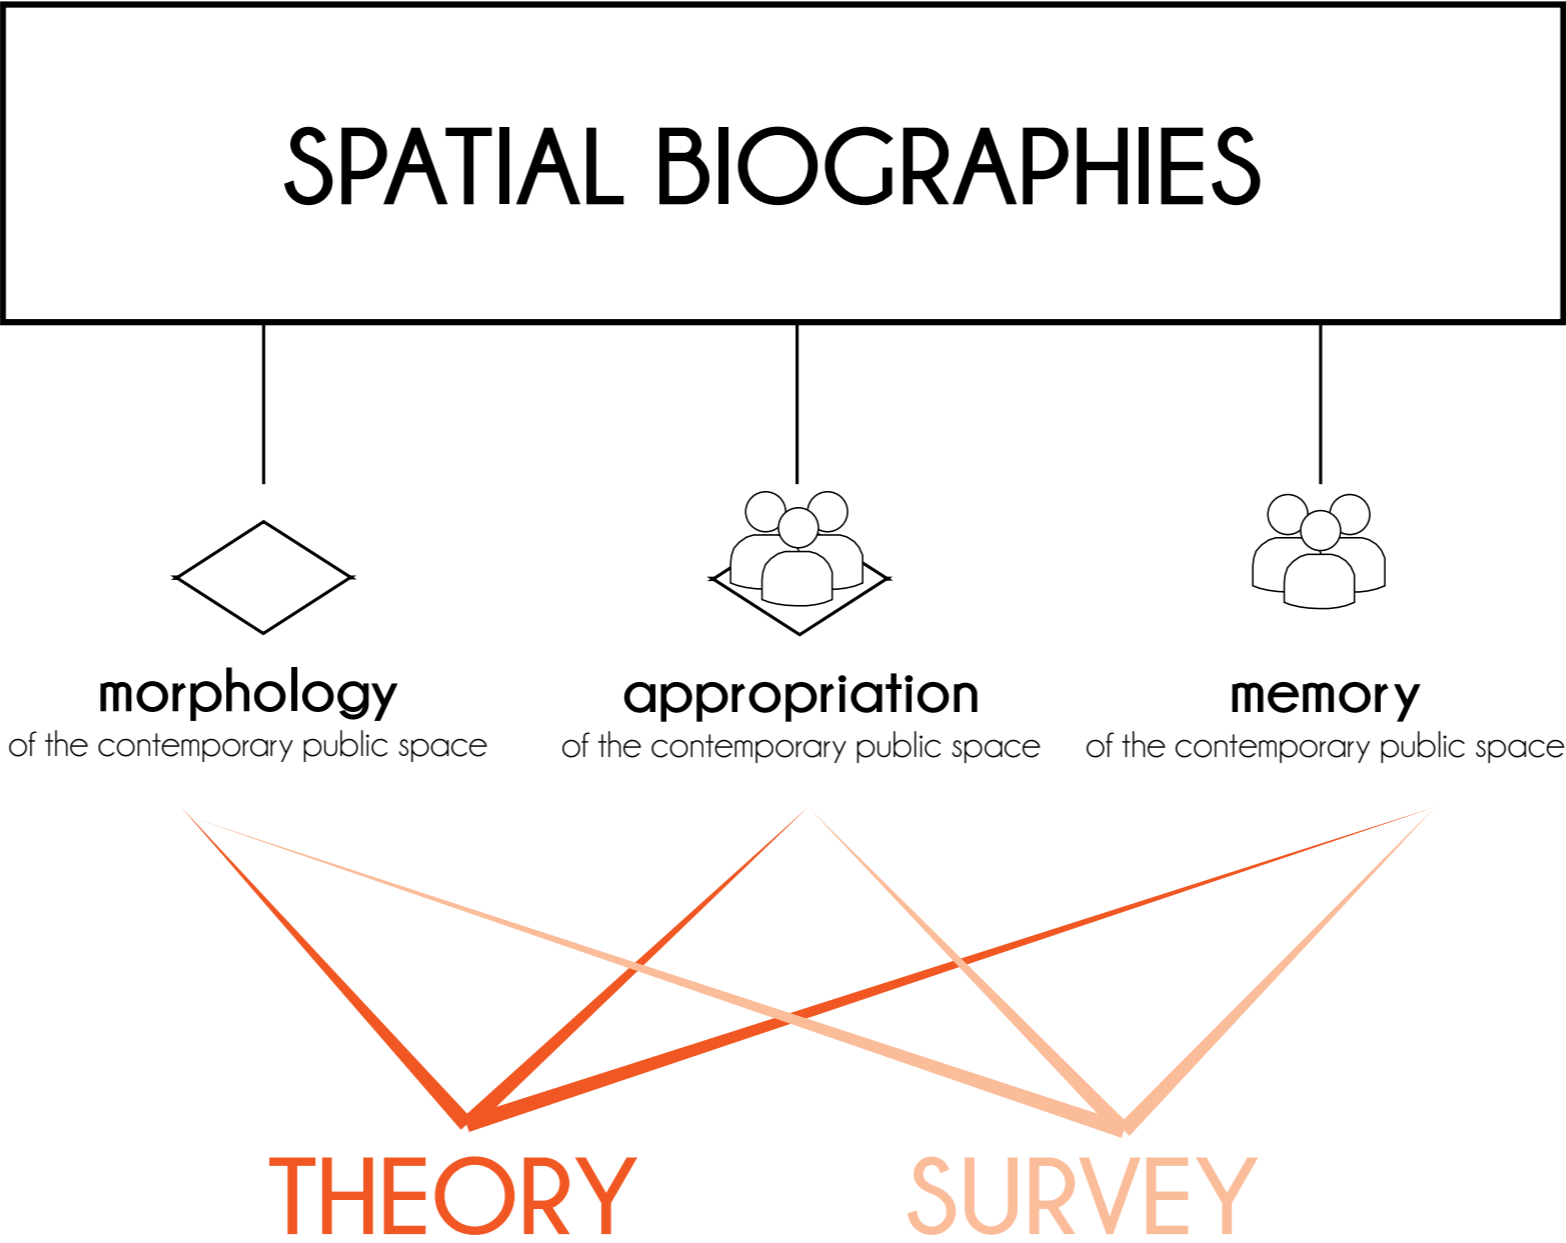 SPATIAL BIOGRAPHIES
morphology
of the contemporary public space
appropriation
of the contemporary public space
memory
of the contemporary public space
THEORY
SURVEY